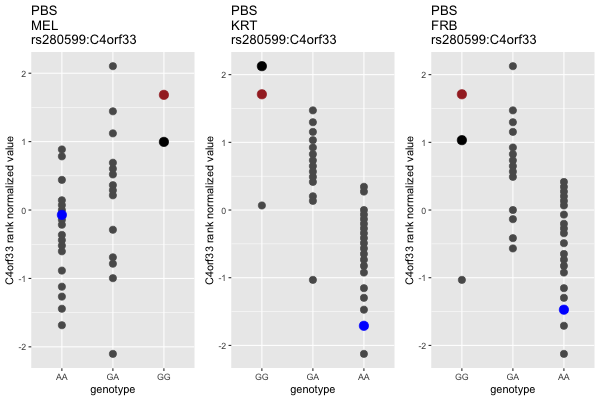 PBS
MEL
rs280599:C4orf33
C4orf33 rank normalized value
2
1
0
-1
-2
AA
GA
GG
genotype
PBS
KRT
rs280599:C4orf33
C4orf33 rank normalized value
2
1
0
-1
-2
GG
GA
AA
genotype
PBS
FRB
rs280599:C4orf33
C4orf33 rank normalized value
2
1
0
-1
-2
GG
GA
AA
genotype